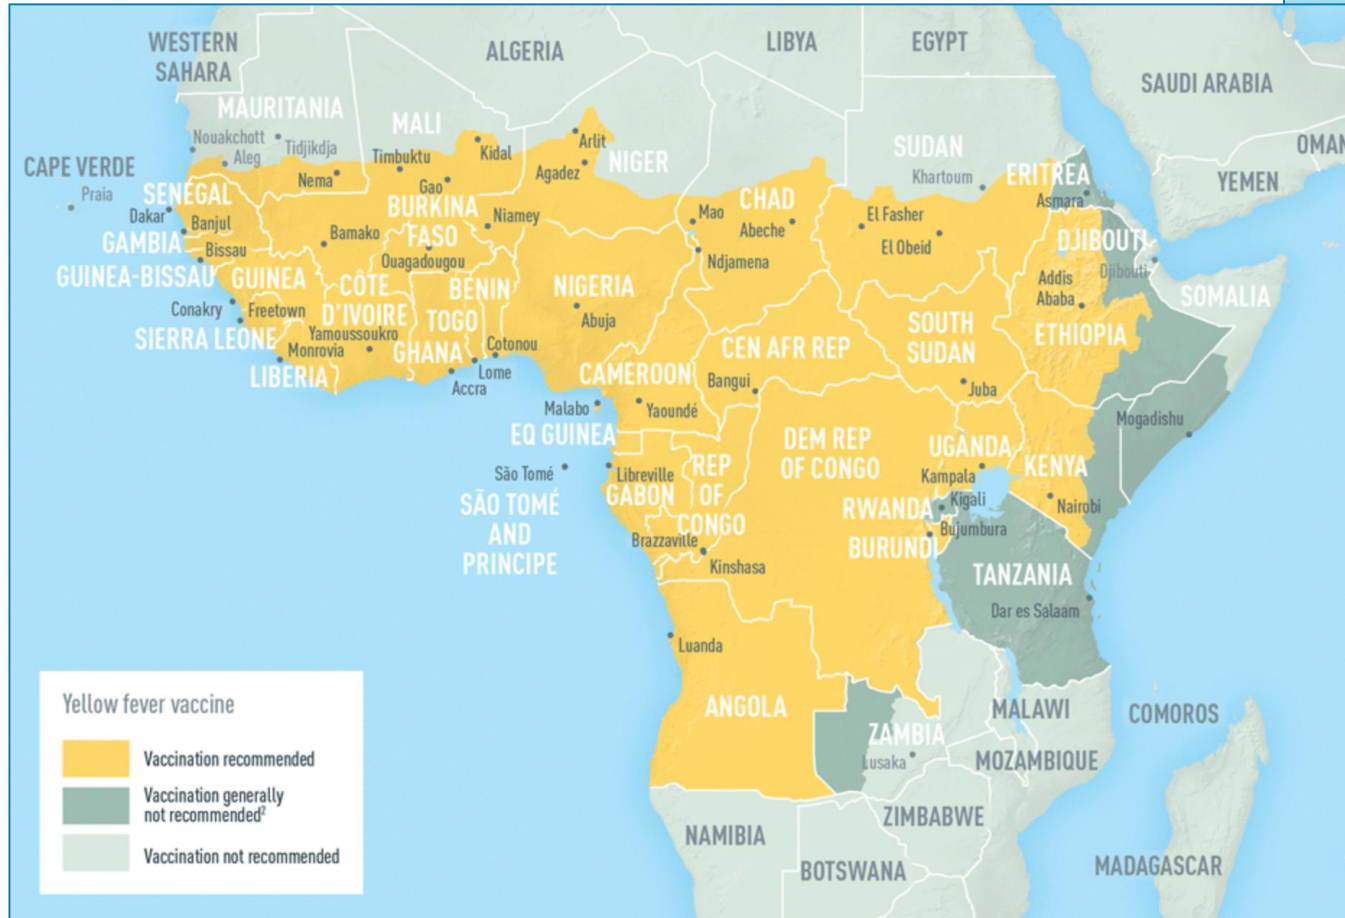 WESTERN
SAHARA
ALGERIA
LIBYA
EGYPT
SAUDI ARABIA
MAURITANIA
MALI
Nouakchott
Tidjikdja
Aleg
Timbuktu
Kidal
Arlit
NIGER
SUDAN
OMAN
CAPE VERDE
Praia
Nema
Gao
Agadez
Khartoum
ERITREA
Asmara
YEMEN
SENEGAL
Dakar
Banjul
GAMBIA
Bissau
GUINEA-BISSAU
BURKINA
FASO
Bamako
Niamey
Ouagadougou
Mao
CHAD
Abeche
Ndjamena
El Fasher
El Obeid
DJIBOUTI
Djibouti
Addis
Ababa
SOMALIA
GUINEA
CÔTE
D'IVOIRE
BENIN
NIGERIA
Abuja
Conakry
Freetown
SIERRA LEONE
Yamoussoukro
Monrovia
LIBERIA
GHANA
TOGO
Cotonou
Lome
Accra
SOUTH
SUDAN
ETHIOPIA
CAMEROON
CEN AFR REP
Bangui
Juba
Malabo
Yaoundé
EQ GUINEA
Mogadishu
DEM REP
OF CONGO
UGANDA
Kampala
KENYA
Nairobi
São Tomé
Libreville
GABON
REP
OF
CONGO
SÃO TOMÉ
AND
PRINCIPE
RWANDA
Kigali
Bujumbura
BURUNDI
Brazzaville
Kinshasa
TANZANIA
Dar es Salaam
Luanda
ANGOLA
ZAMBIA
Lusaka
MALAWI
COMOROS
MOZAMBIQUE
ZIMBABWE
NAMIBIA
BOTSWANA
MADAGASCAR
Yellow fever vaccine
Vaccination recommended
Vaccination generally
not recommended²
Vaccination not recommended